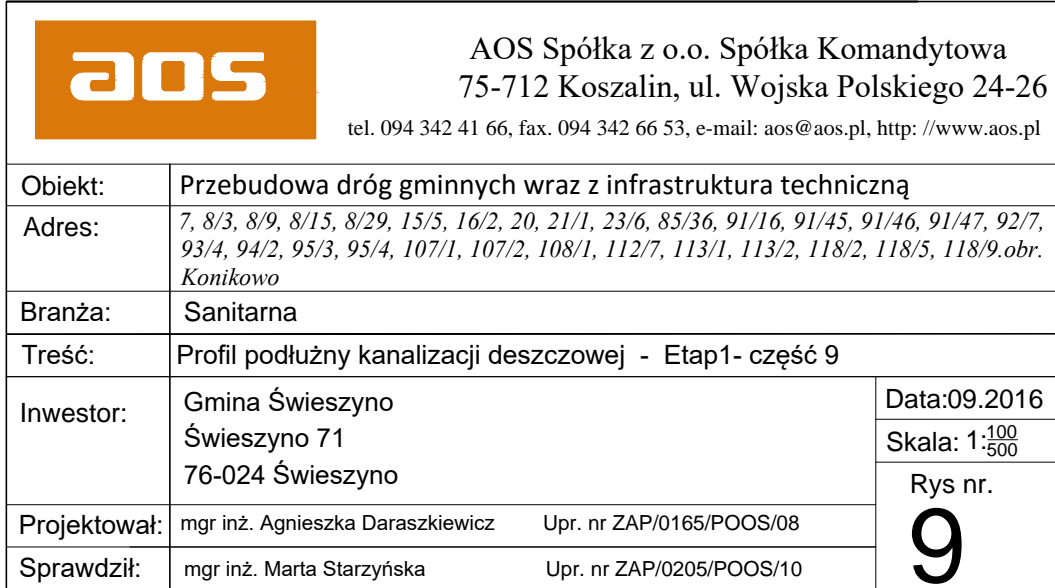 aos
AOS Spółka z o.o. Spółka Komandytowa
75-712 Koszalin, ul. Wojska Polskiego 24-26
tel. 094 342 41 66, fax. 094 342 66 53, e-mail: aos@aos.pl, http: //www.aos.pl
Obiekt: Przebudowa dróg gminnych wraz z infrastruktura techniczną
Adres: 7, 8/3, 8/9, 8/15, 8/29, 15/5, 16/2, 20, 21/1, 23/6, 85/36, 91/16, 91/45, 91/46, 91/47, 92/7,
93/4, 94/2, 95/3, 95/4, 107/1, 107/2, 108/1, 112/7, 113/1, 113/2, 118/2, 118/5, 118/9.obr.
Konikowo
Branża: Sanitarna
Treść: Profil podłużny kanalizacji deszczowej - Etap1- część 9
Inwestor: Gmina Świeszyno
Świeszyno 71
76-024 Świeszyno
Data:09.2016
Skala: 1:100/500
Rys nr.
9
Projektował: mgr inż. Agnieszka Daraszkiewicz Upr. nr ZAP/0165/POOS/08
Sprawdził: mgr inż. Marta Starzyńska Upr. nr ZAP/0205/POOS/10